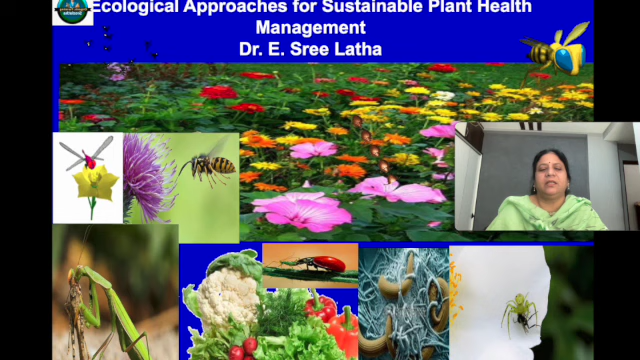 Ecological Approaches for Sustainable Plant Health
Management
Dr. E. Sree Latha